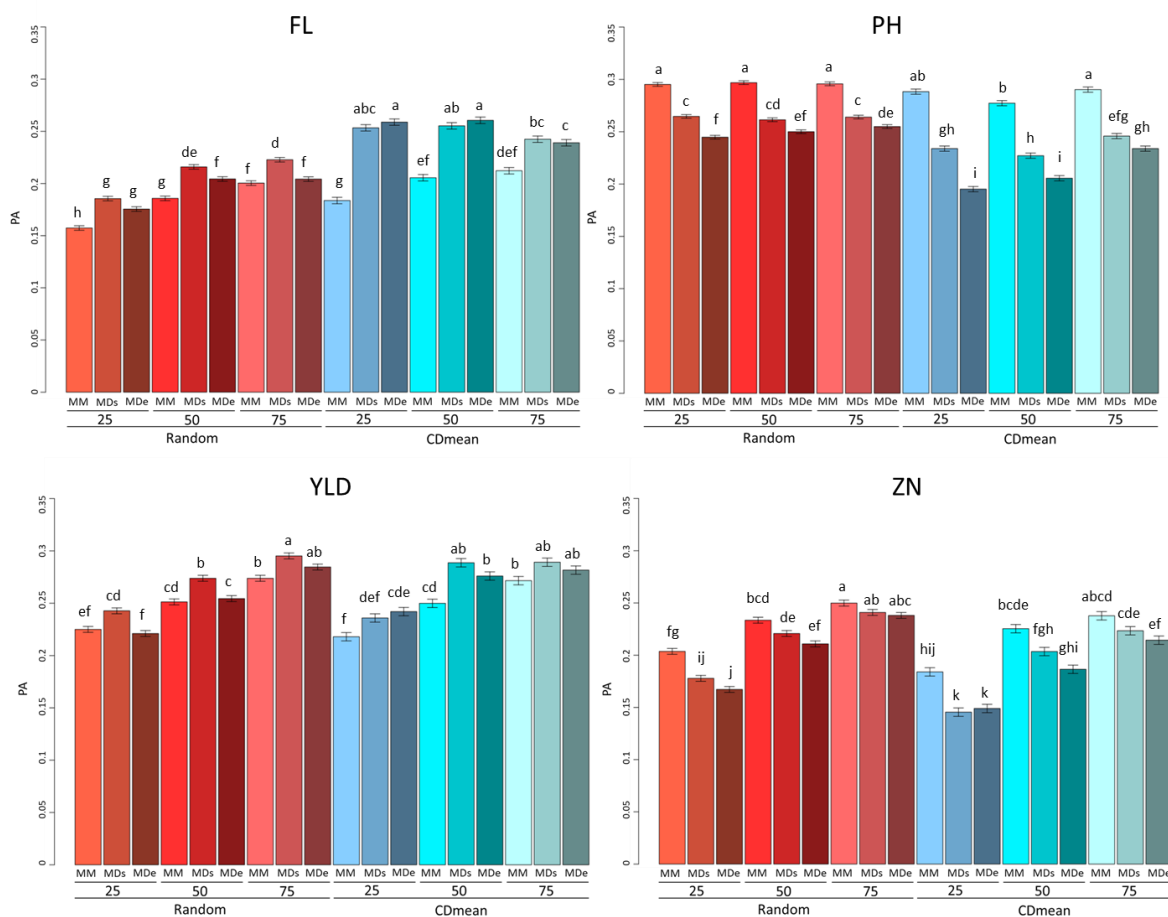 FL
PA
0.35
0.3
0.25
0.2
0.15
0.1
0.05
0
h g g g de f f d f g abc a ef ab a def bc c
MM MDs MDe MM MDs MDe MM MDs MDe MM MDs MDe MM MDs MDe MM MDs MDe
25 50 75 25 50 75
Random CDmean
PH
PA
0.35
0.3
0.25
0.2
0.15
0.1
0.05
0
a c f a cd ef a c de ab gh i b h i a efg gh
MM MDs MDe MM MDs MDe MM MDs MDe MM MDs MDe MM MDs MDe MM MDs MDe
25 50 75 25 50 75
Random CDmean
YLD
PA
0.35
0.3
0.25
0.2
0.15
0.1
0.05
0
ef cd f cd b c b a ab f def cde cd ab b b ab ab
MM MDs MDe MM MDs MDe MM MDs MDe MM MDs MDe MM MDs MDe MM MDs MDe
25 50 75 25 50 75
Random CDmean
ZN
PA
0.35
0.3
0.25
0.2
0.15
0.1
0.05
0
fg ij j bcd de ef a ab abc hij k k bcde fgh ghi abcd cde ef
MM MDs MDe MM MDs MDe MM MDs MDe MM MDs MDe MM MDs MDe MM MDs MDe
25 50 75 25 50 75
Random CDmean